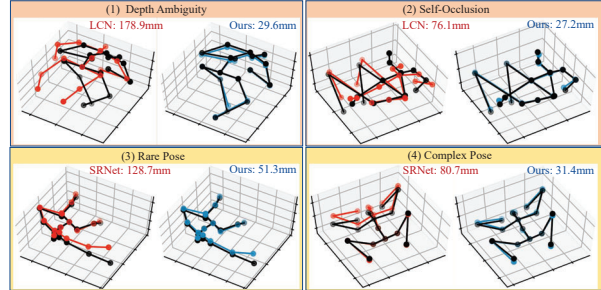 (1) Depth Ambiguity
LCN: 178.9mm
Ours: 29.6mm
(2) Self-Occlusion
LCN: 76.1mm
Ours: 27.2mm
(3) Rare Pose
SRNet: 128.7mm
Ours: 51.3mm
(4) Complex Pose
SRNet: 80.7mm
Ours: 31.4mm